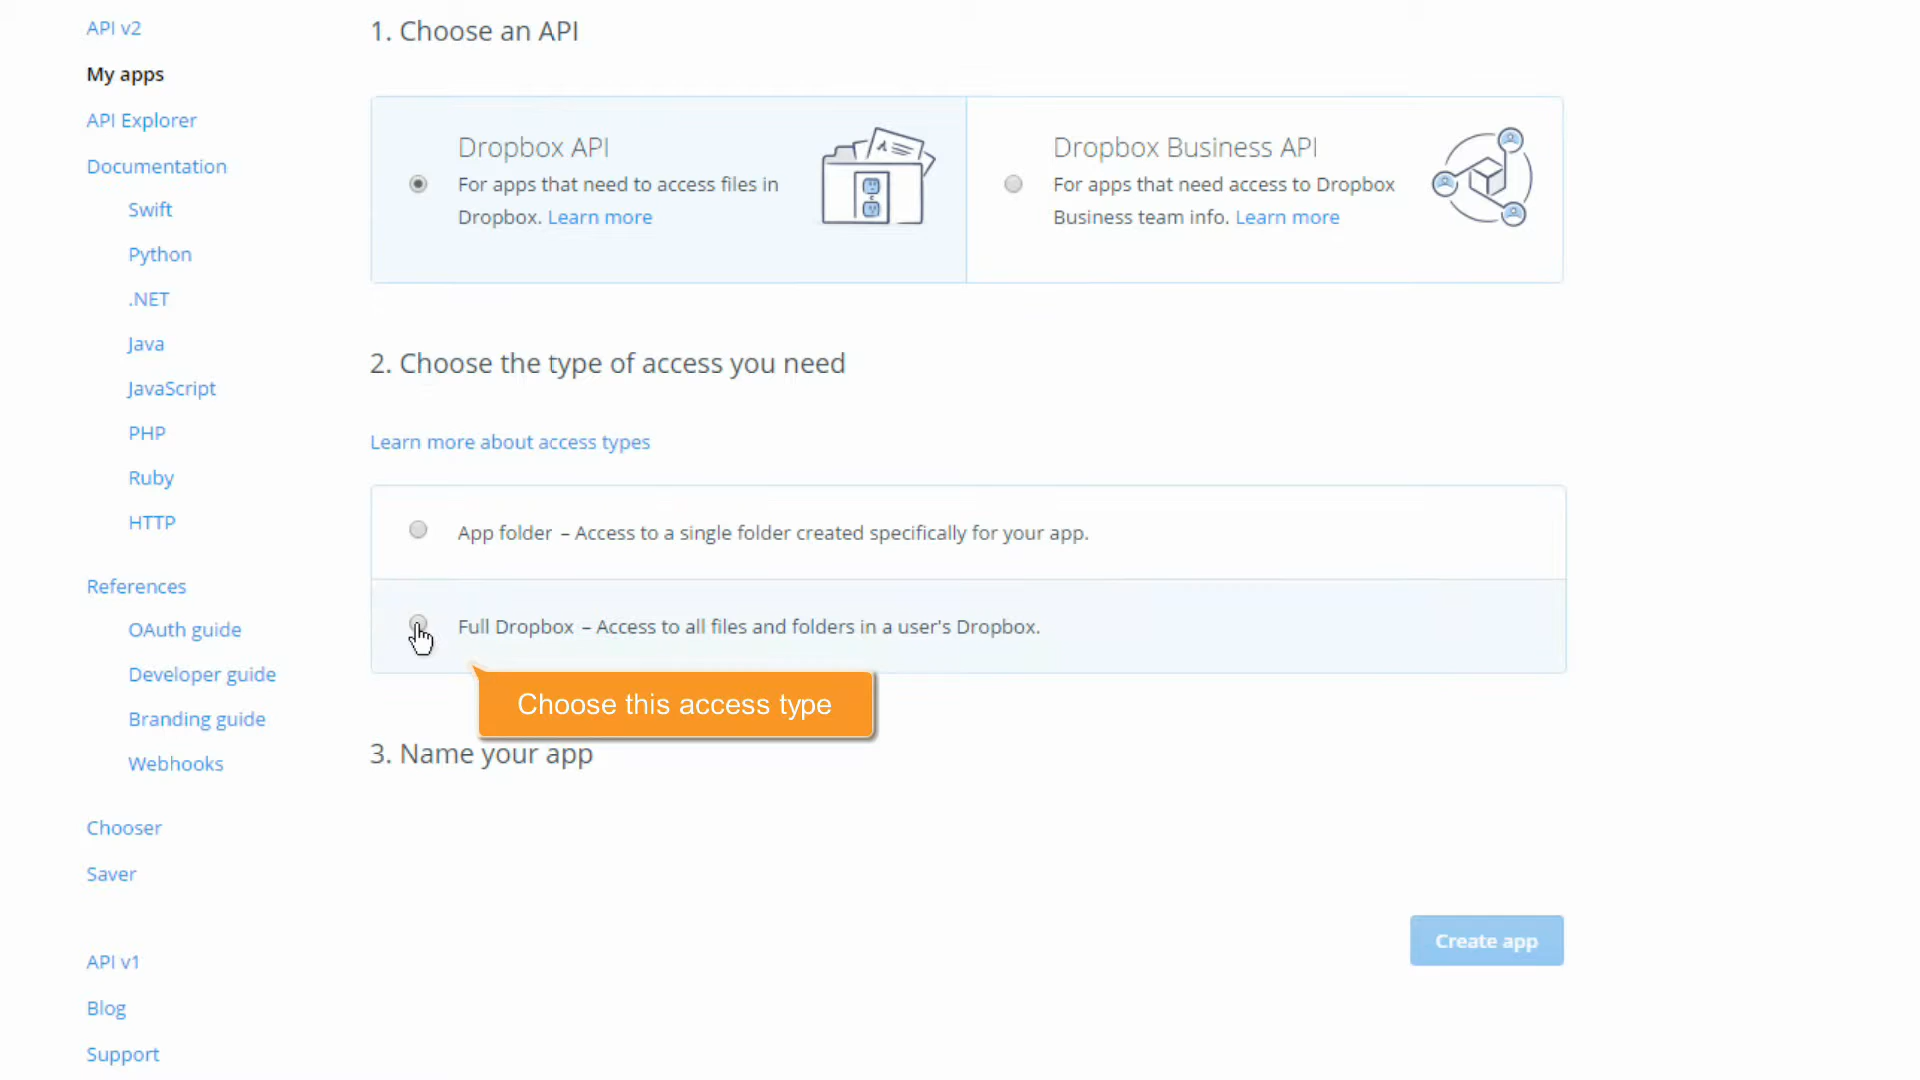 API v2
My apps
API Explorer
Documentation
Swift
Python
.NET
Java
JavaScript
PHP
Ruby
HTTP
References
OAuth guide
Developer guide
Branding guide
Webhooks
Chooser
Saver
API v1
Blog
Support
1. Choose an API
Dropbox API
For apps that need to access files in
Dropbox. Learn more
Dropbox Business API
For apps that need access to Dropbox
Business team info. Learn more
2. Choose the type of access you need
Learn more about access types
App folder – Access to a single folder created specifically for your app.
Full Dropbox – Access to all files and folders in a user's Dropbox.
Choose this access type
3. Name your app
Create app